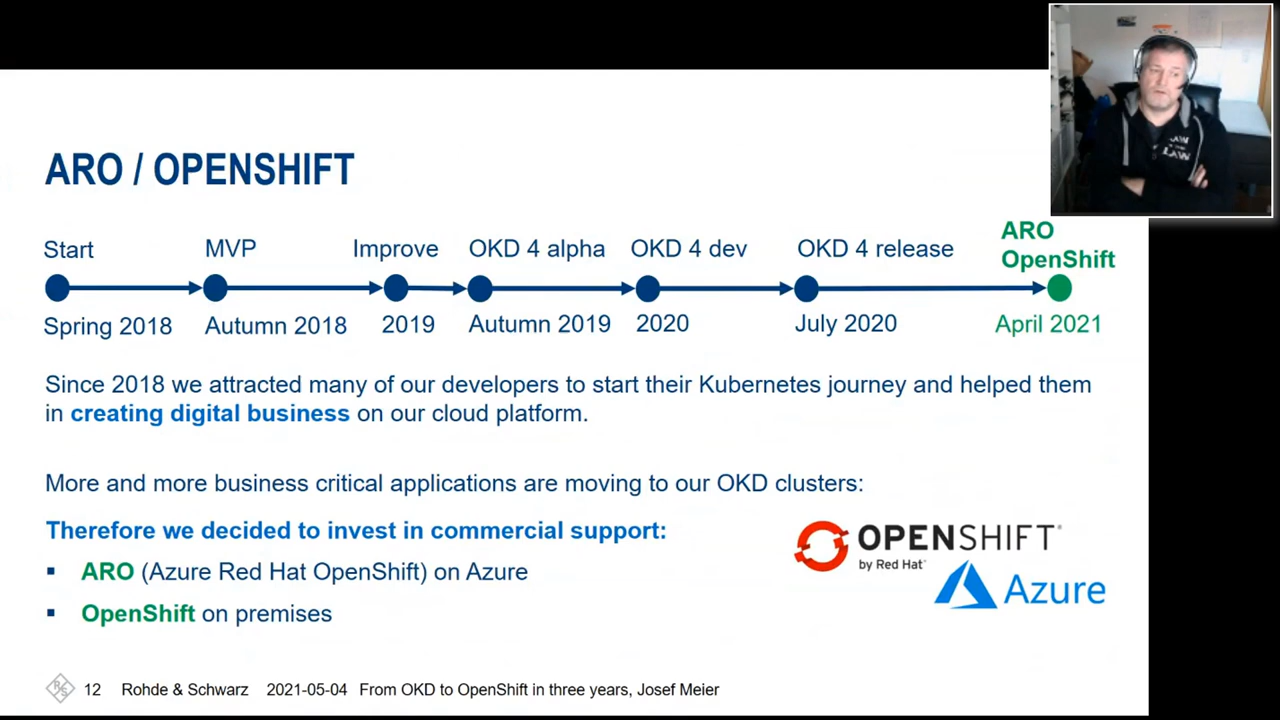 ARO / OPENSHIFT
Start
MVP
Improve
OKD 4 alpha
OKD 4 dev
OKD 4 release
ARO
OpenShift
Spring 2018
Autumn 2018
2019
Autumn 2019
2020
July 2020
April 2021
Since 2018 we attracted many of our developers to start their Kubernetes journey and helped them
in creating digital business on our cloud platform.
More and more business critical applications are moving to our OKD clusters:
Therefore we decided to invest in commercial support:
▪ ARO (Azure Red Hat OpenShift) on Azure
▪ OpenShift on premises
OPENSHIFT
by Red Hat
Azure
R&S 12 Rohde & Schwarz 2021-05-04 From OKD to OpenShift in three years, Josef Meier
LAW
LAW